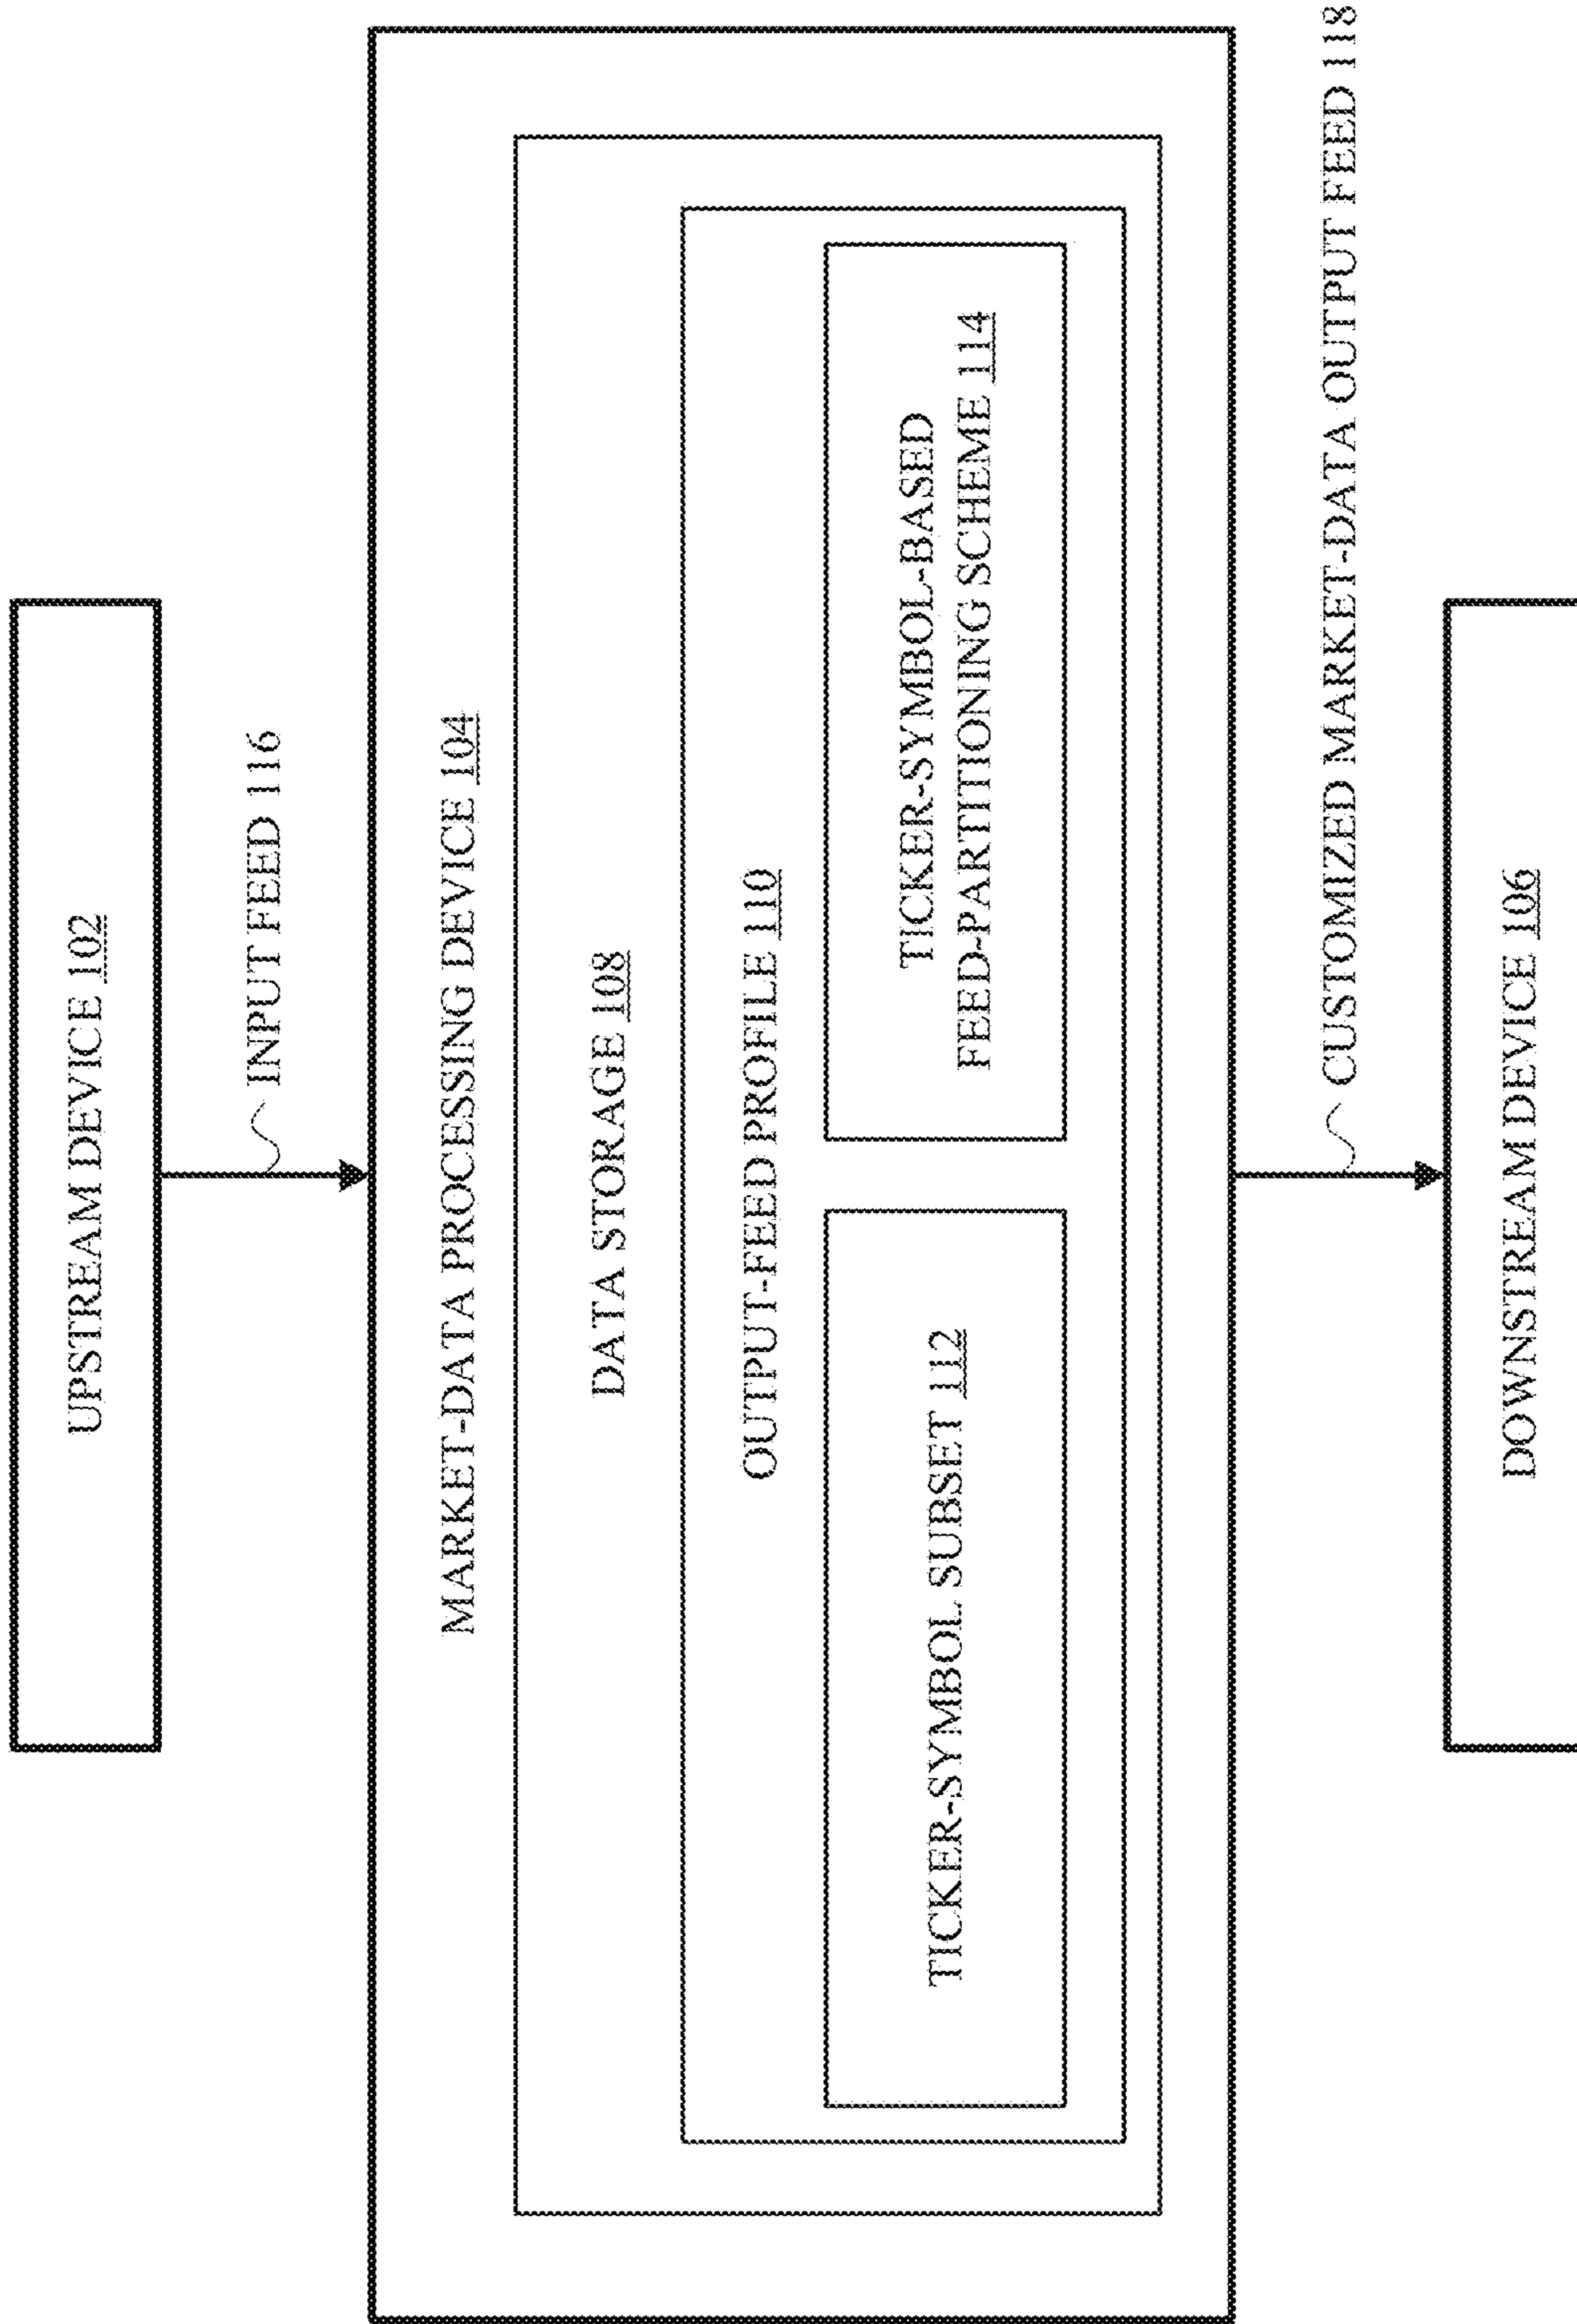 UPSTREAM DEVICE 102
INPUT FEED 116
MARKET-DATA PROCESSING DEVICE 104
DATA STORAGE 108
OUTPUT-FEED PROFILE 110
TICKER-SYMBOL SUBSET 112
TICKER-SYMBOL-BASED
FEED-PARTITIONING SCHEME 114
CUSTOMIZED MARKET-DATA OUTPUT FEED 118
DOWNSTREAM DEVICE 106